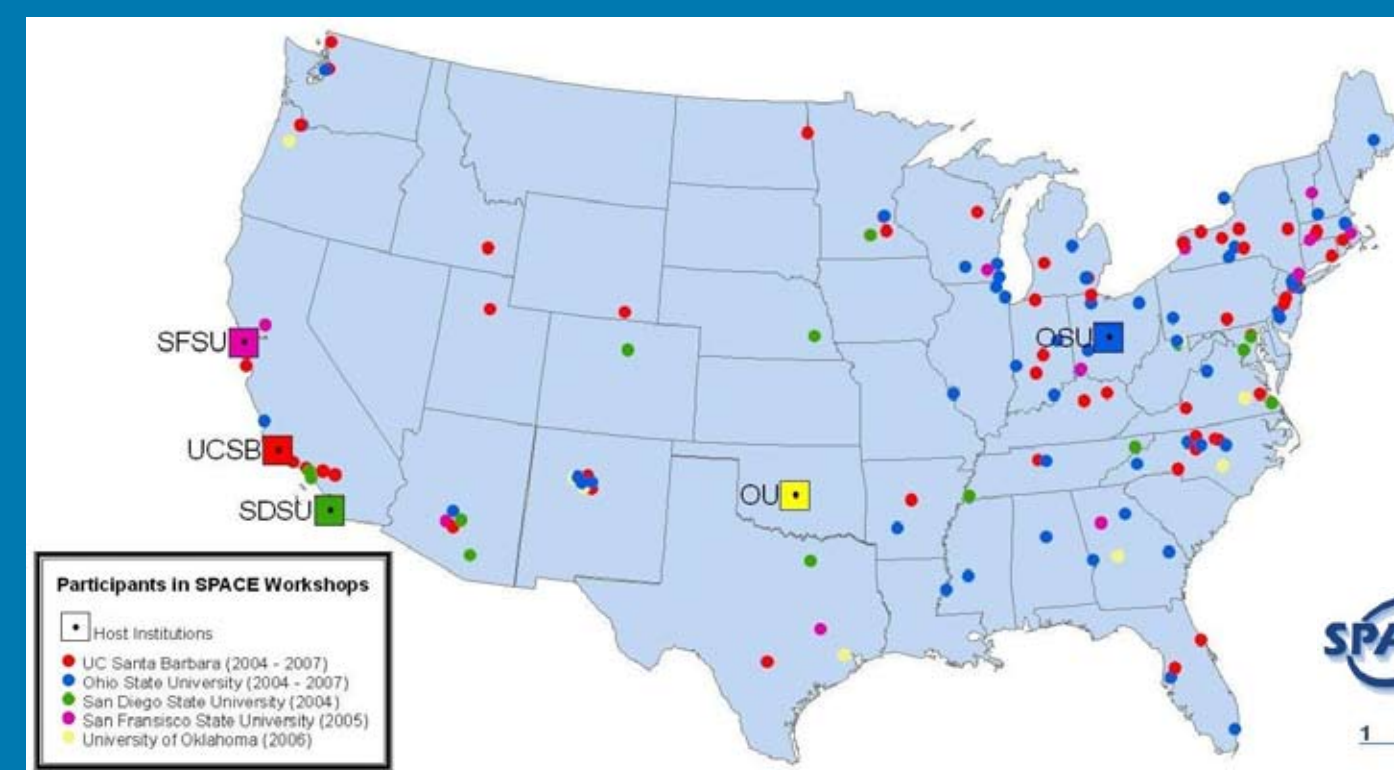 SFSU
OSU
UCSB
OU
SDSU
Participants in SPACE Workshops
Host Institutions
UC Santa Barbara (2004 - 2007)
Ohio State University (2004 - 2007)
San Diego State University (2004)
San Fransisco State University (2005)
University of Oklahoma (2006)
1